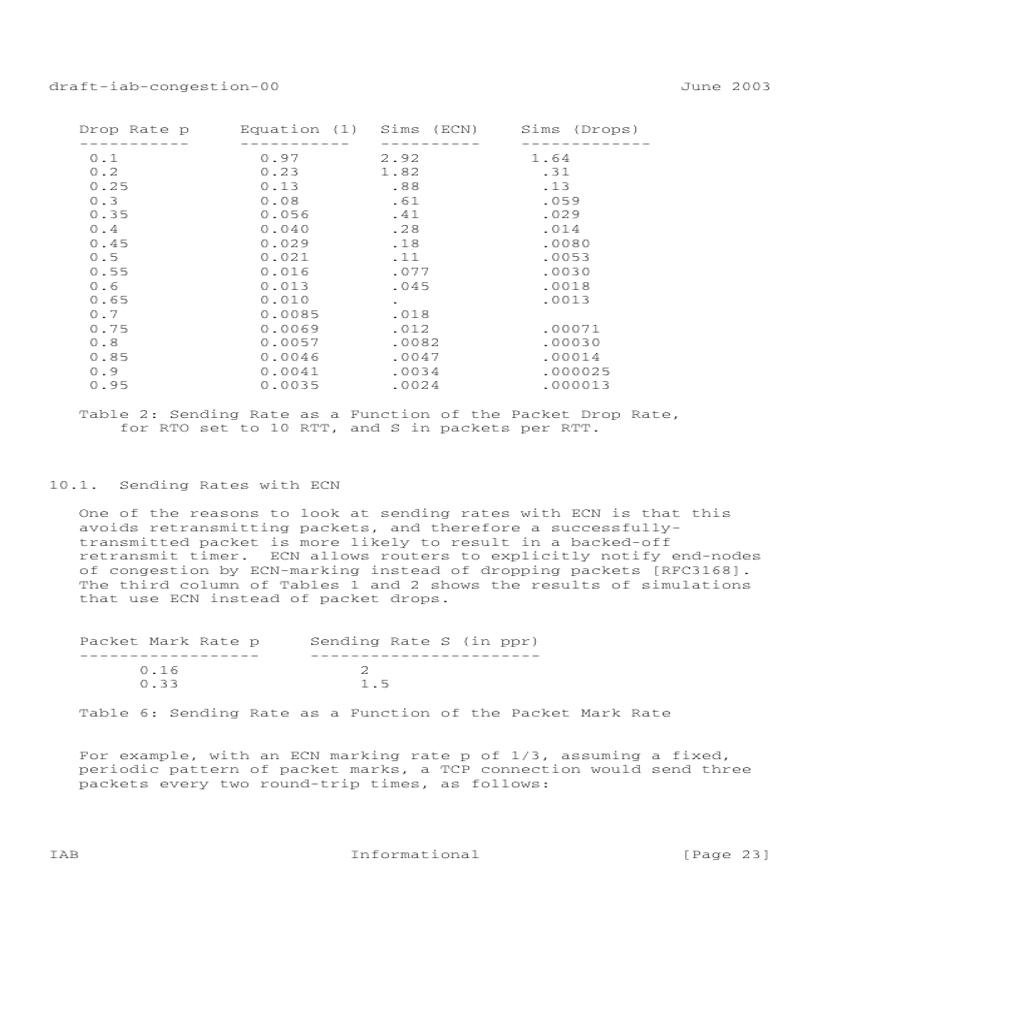 draft-iab-congestion-00 June 2003
Drop Rate p Equation (1) Sims (ECN) Sims (Drops)
----------- ----------- ---------- -------------
0.1 0.97 2.92 1.64
0.2 0.23 1.82 .31
0.25 0.13 .88 .13
0.3 0.08 .61 .059
0.35 0.056 .41 .029
0.4 0.040 .28 .014
0.45 0.029 .18 .0080
0.5 0.021 .11 .0053
0.55 0.016 .077 .0030
0.6 0.013 .045 .0018
0.65 0.010 . .0013
0.7 0.0085 .018
0.75 0.0069 .012 .00071
0.8 0.0057 .0082 .00030
0.85 0.0046 .0047 .00014
0.9 0.0041 .0034 .000025
0.95 0.0035 .0024 .000013
Table 2: Sending Rate as a Function of the Packet Drop Rate,
for RTO set to 10 RTT, and S in packets per RTT.
10.1. Sending Rates with ECN
One of the reasons to look at sending rates with ECN is that this
avoids retransmitting packets, and therefore a successfully-
transmitted packet is more likely to result in a backed-off
retransmit timer. ECN allows routers to explicitly notify end-nodes
of congestion by ECN-marking instead of dropping packets [RFC3168].
The third column of Tables 1 and 2 shows the results of simulations
that use ECN instead of packet drops.
Packet Mark Rate p Sending Rate S (in ppr)
------------------ -----------------------
0.16 2
0.33 1.5
Table 6: Sending Rate as a Function of the Packet Mark Rate
For example, with an ECN marking rate p of 1/3, assuming a fixed,
periodic pattern of packet marks, a TCP connection would send three
packets every two round-trip times, as follows:
IAB Informational [Page 23]